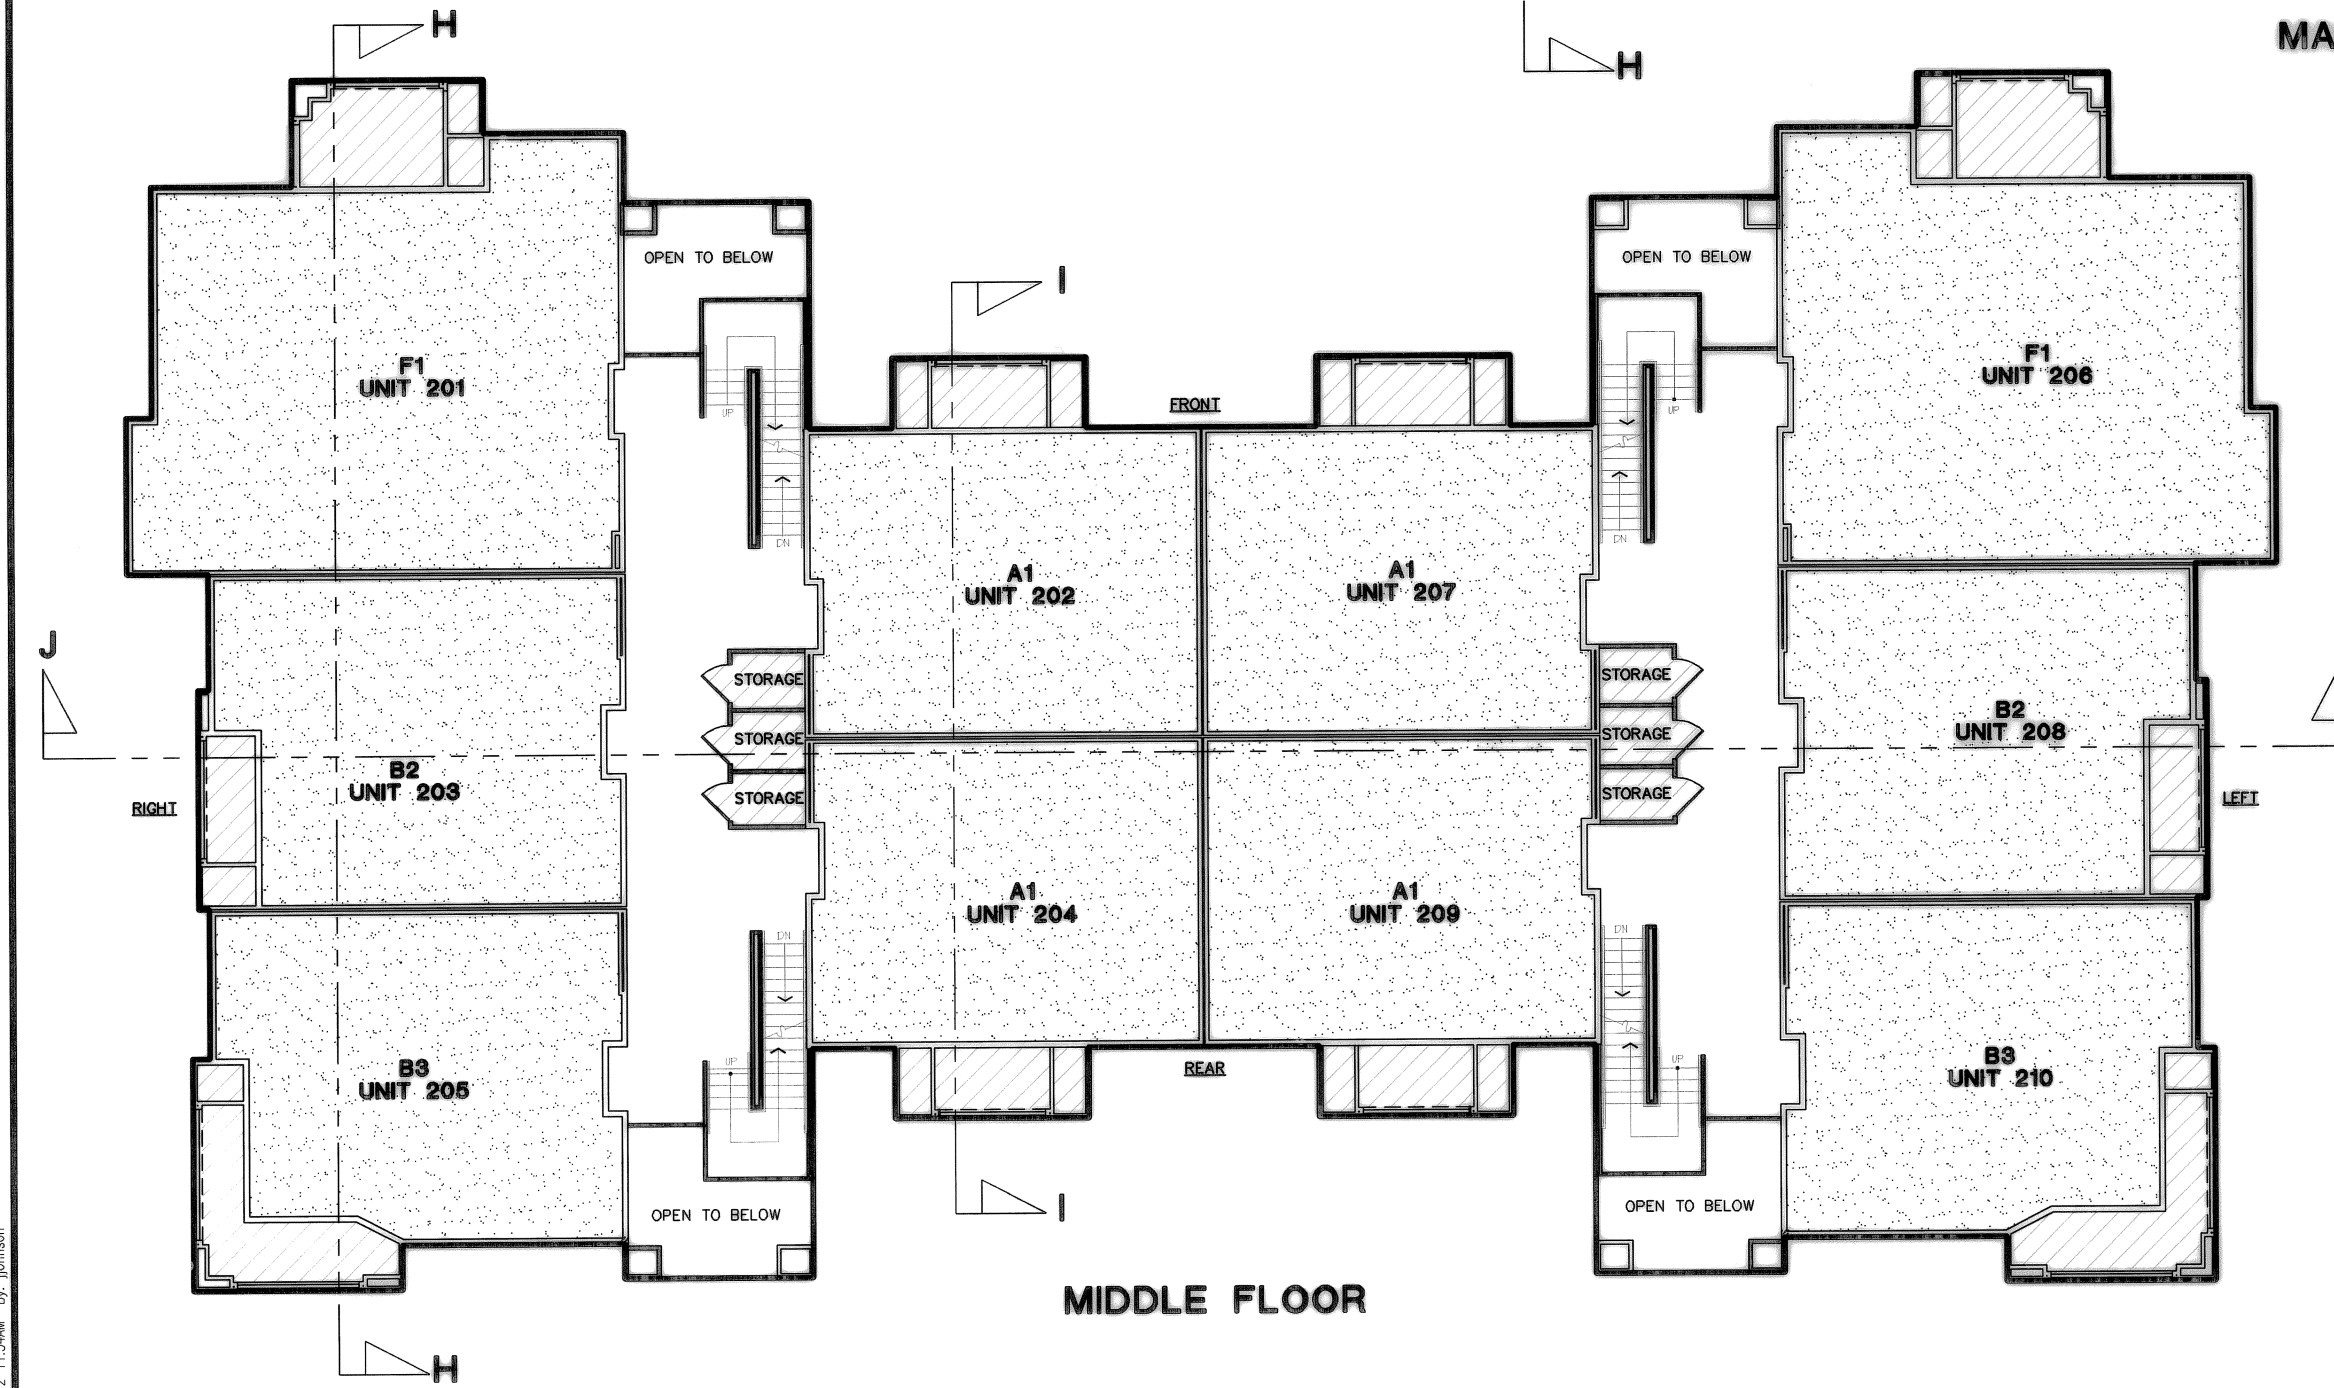 H
H
MA
OPEN TO BELOW
OPEN TO BELOW
I
F1
UNIT 201
F1
UNIT 206
UP
FRONT
UP
DN
DN
A1
UNIT 202
A1
UNIT 207
J
STORAGE
STORAGE
STORAGE
STORAGE
STORAGE
STORAGE
B2
UNIT 203
B2
UNIT 208
RIGHT
LEFT
A1
UNIT 204
A1
UNIT 209
DN
DN
B3
UNIT 205
UP
REAR
UP
B3
UNIT 210
I
OPEN TO BELOW
OPEN TO BELOW
MIDDLE FLOOR
H